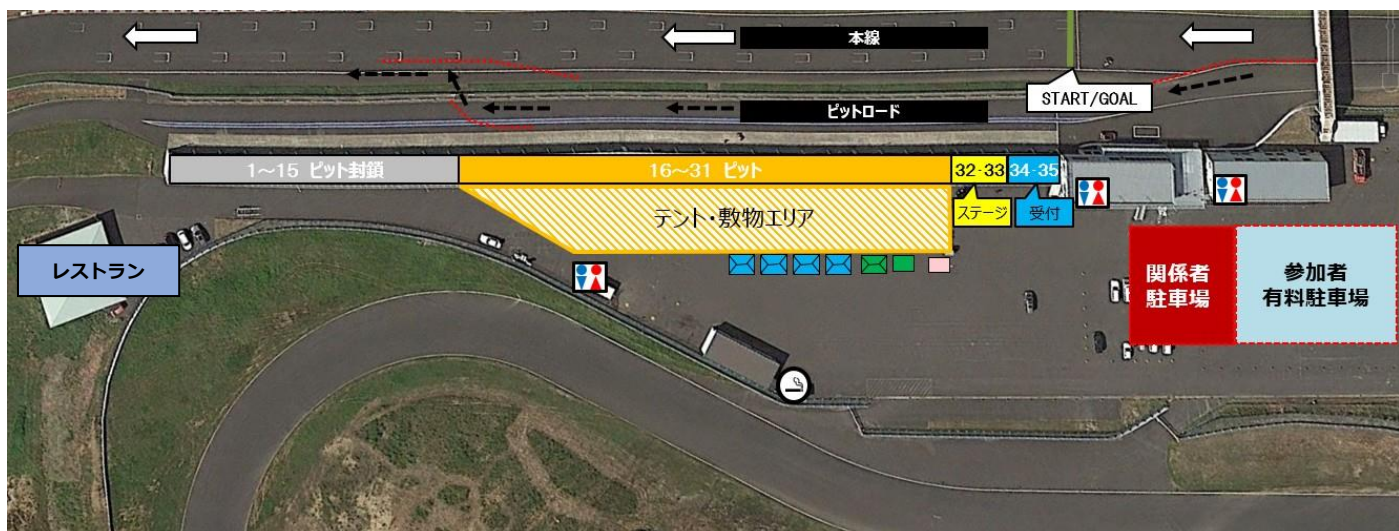 本線
START/GOAL
ピットロード
1～15 ピット封鎖
16～31 ピット
32-33
34-35
テント・敷物エリア
ステージ
受付
レストラン
関係者
駐車場
参加者
有料駐車場